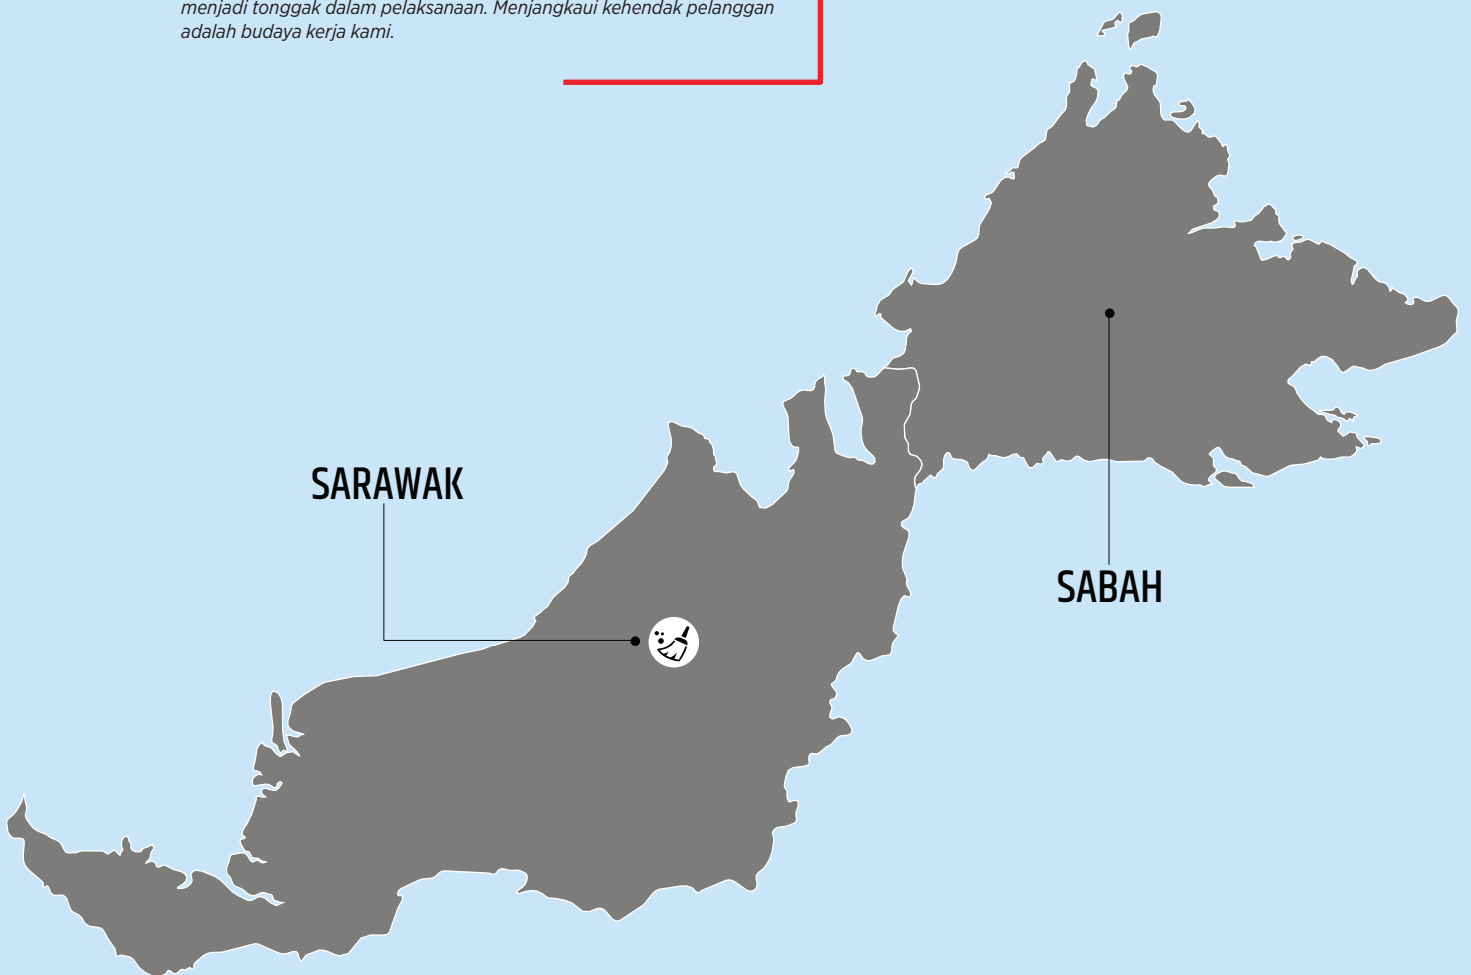 menjadi tonggak dalam pelaksanaan. Menjangkaui kehendak pelanggan
adalah budaya kerja kami.
SARAWAK
SABAH